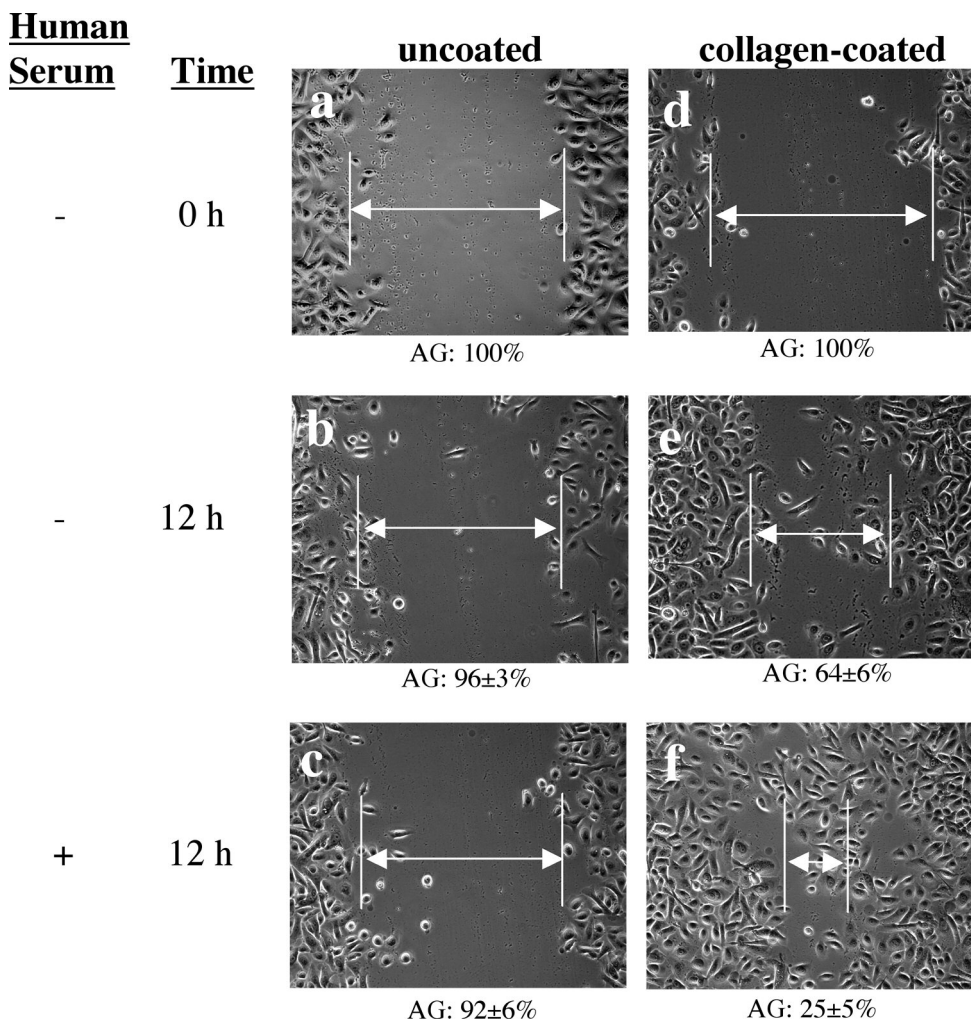 Human
Serum Time uncoated collagen-coated
a d
- 0 h
AG: 100% AG: 100%
b e
- 12 h
AG: 96±3% AG: 64±6%
c f
+ 12 h
AG: 92±6% AG: 25±5%